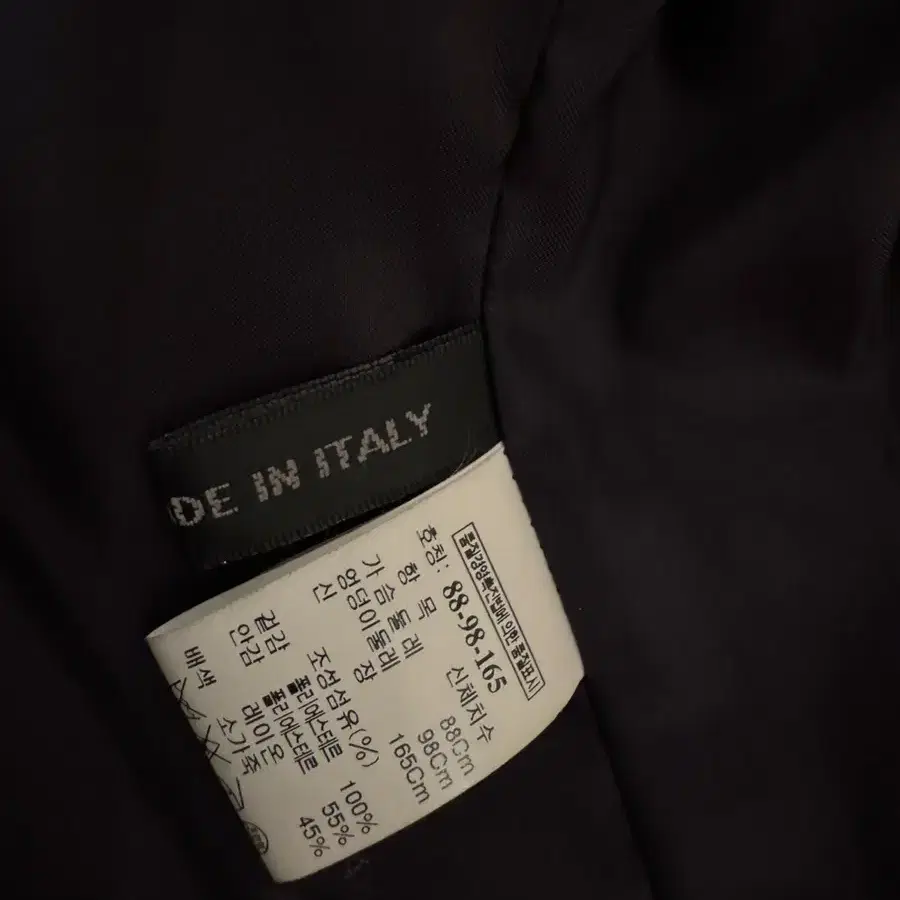 DE IN ITALY
품질경영촉진법에 의한 품질표시
호칭: 88-98-165
항 목 신체치수
가슴둘레 88Cm
엉덩이둘레 98Cm
신 장 165Cm
조성섬유(%)
겉감 폴리에스테르 100%
안감 폴리에스테르 55%
레이온 45%
배색 소가죽